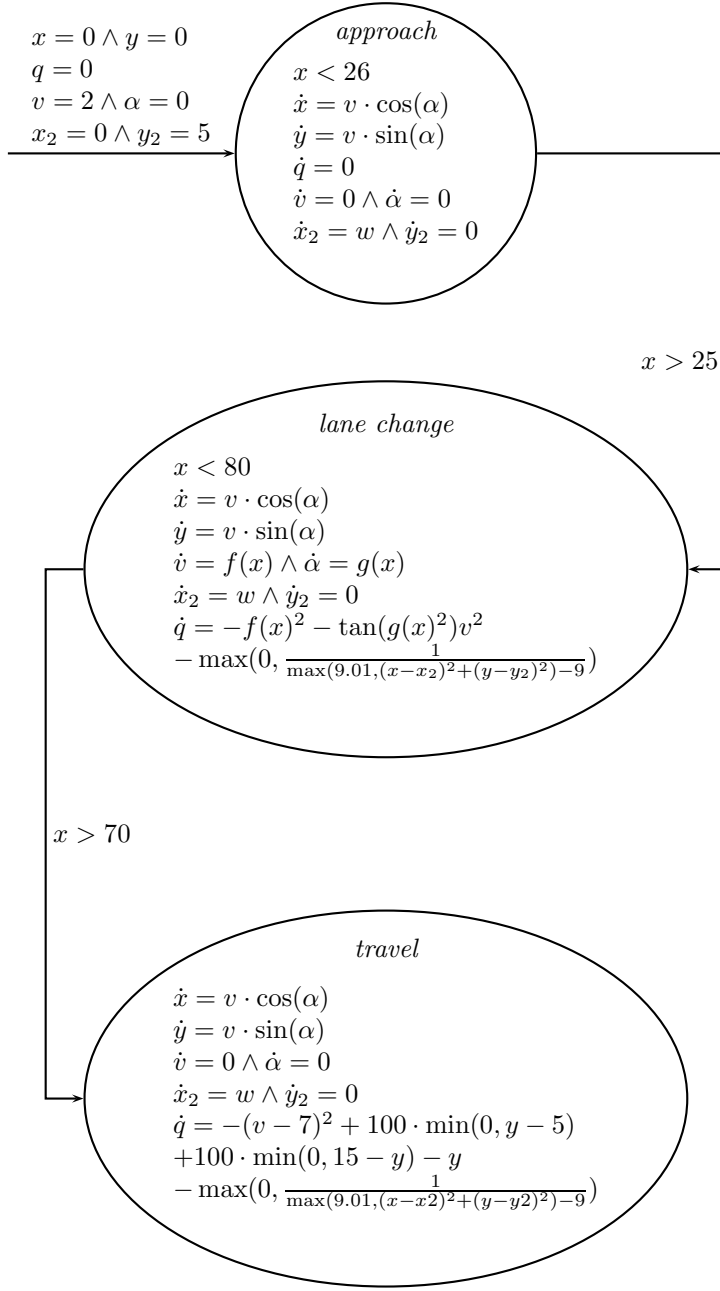 x = 0 ∧ y = 0
q = 0
v = 2 ∧ α = 0
x₂ = 0 ∧ y₂ = 5
approach
x < 26
ẋ = v · cos(α)
ẏ = v · sin(α)
q̇ = 0
v̇ = 0 ∧ α̇ = 0
ẋ₂ = w ∧ ẏ₂ = 0
x > 25
lane change
x < 80
ẋ = v · cos(α)
ẏ = v · sin(α)
v̇ = f(x) ∧ α̇ = g(x)
ẋ₂ = w ∧ ẏ₂ = 0
q̇ = −f(x)² − tan(g(x)²)v²
− max(0, 1/(max(9.01,(x−x₂)²+(y−y₂)²)−9))
x > 70
travel
ẋ = v · cos(α)
ẏ = v · sin(α)
v̇ = 0 ∧ α̇ = 0
ẋ₂ = w ∧ ẏ₂ = 0
q̇ = −(v − 7)² + 100 · min(0, y − 5)
+100 · min(0, 15 − y) − y
− max(0, 1/(max(9.01,(x−x2)²+(y−y2)²)−9))